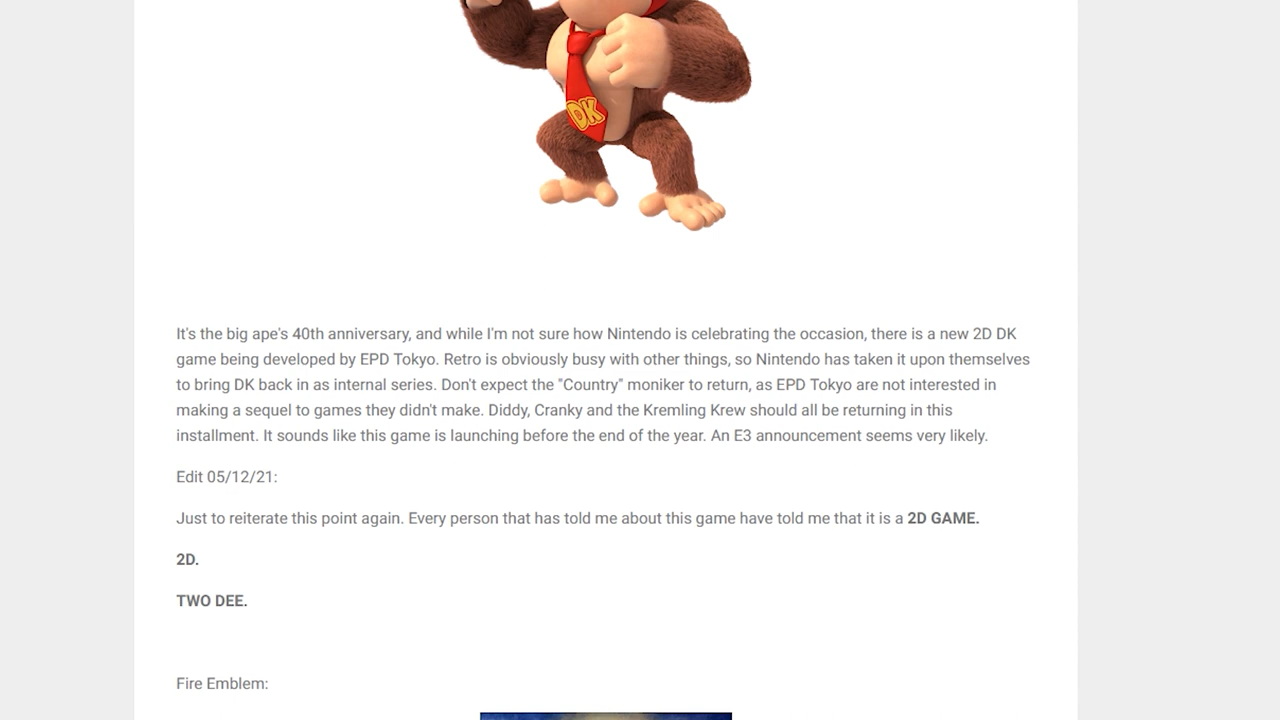 DK
It's the big ape's 40th anniversary, and while I'm not sure how Nintendo is celebrating the occasion, there is a new 2D DK
game being developed by EPD Tokyo. Retro is obviously busy with other things, so Nintendo has taken it upon themselves
to bring DK back in as internal series. Don't expect the "Country" moniker to return, as EPD Tokyo are not interested in
making a sequel to games they didn't make. Diddy, Cranky and the Kremling Krew should all be returning in this
installment. It sounds like this game is launching before the end of the year. An E3 announcement seems very likely.
Edit 05/12/21:
Just to reiterate this point again. Every person that has told me about this game have told me that it is a 2D GAME.
2D.
TWO DEE.
Fire Emblem: